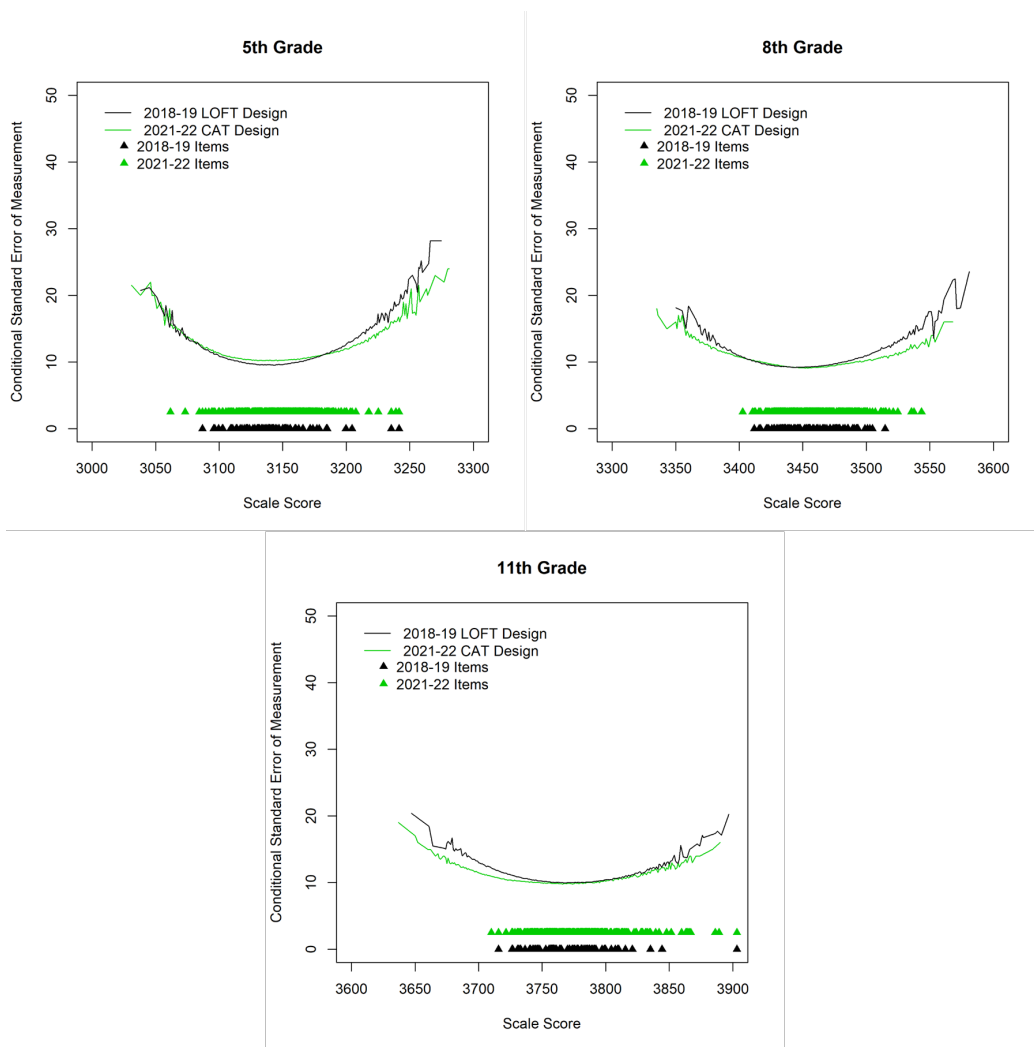 5th Grade
Conditional Standard Error of Measurement
50
40
30
20
10
0
2018-19 LOFT Design
2021-22 CAT Design
2018-19 Items
2021-22 Items
3000 3050 3100 3150 3200 3250 3300
Scale Score
8th Grade
Conditional Standard Error of Measurement
50
40
30
20
10
0
2018-19 LOFT Design
2021-22 CAT Design
2018-19 Items
2021-22 Items
3300 3350 3400 3450 3500 3550 3600
Scale Score
11th Grade
Conditional Standard Error of Measurement
50
40
30
20
10
0
2018-19 LOFT Design
2021-22 CAT Design
2018-19 Items
2021-22 Items
3600 3650 3700 3750 3800 3850 3900
Scale Score